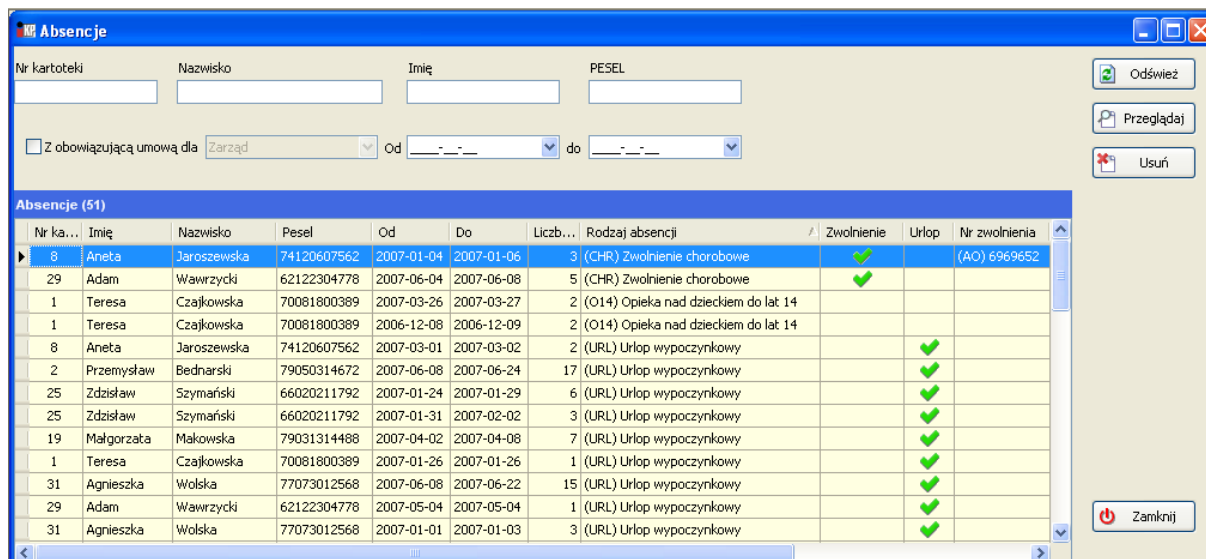 KP Absencje
Nr kartoteki Nazwisko Imię PESEL
Odśwież
Przeglądaj
Z obowiązującą umową dla Zarząd Od ____-__-__ do ____-__-__
Usuń
Absencje (51)
Nr ka... Imię Nazwisko Pesel Od Do Liczb... Rodzaj absencji Zwolnienie Urlop Nr zwolnienia
8 Aneta Jaroszewska 74120607562 2007-01-04 2007-01-06 3 (CHR) Zwolnienie chorobowe (AO) 6969652
29 Adam Wawrzycki 62122304778 2007-06-04 2007-06-08 5 (CHR) Zwolnienie chorobowe
1 Teresa Czajkowska 70081800389 2007-03-26 2007-03-27 2 (O14) Opieka nad dzieckiem do lat 14
1 Teresa Czajkowska 70081800389 2006-12-08 2006-12-09 2 (O14) Opieka nad dzieckiem do lat 14
8 Aneta Jaroszewska 74120607562 2007-03-01 2007-03-02 2 (URL) Urlop wypoczynkowy
2 Przemysław Bednarski 79050314672 2007-06-08 2007-06-24 17 (URL) Urlop wypoczynkowy
25 Zdzisław Szymański 66020211792 2007-01-24 2007-01-29 6 (URL) Urlop wypoczynkowy
25 Zdzisław Szymański 66020211792 2007-01-31 2007-02-02 3 (URL) Urlop wypoczynkowy
19 Małgorzata Makowska 79031314488 2007-04-02 2007-04-08 7 (URL) Urlop wypoczynkowy
1 Teresa Czajkowska 70081800389 2007-01-26 2007-01-26 1 (URL) Urlop wypoczynkowy
31 Agnieszka Wolska 77073012568 2007-06-08 2007-06-22 15 (URL) Urlop wypoczynkowy
29 Adam Wawrzycki 62122304778 2007-05-04 2007-05-04 1 (URL) Urlop wypoczynkowy
31 Agnieszka Wolska 77073012568 2007-01-01 2007-01-03 3 (URL) Urlop wypoczynkowy
Zamknij